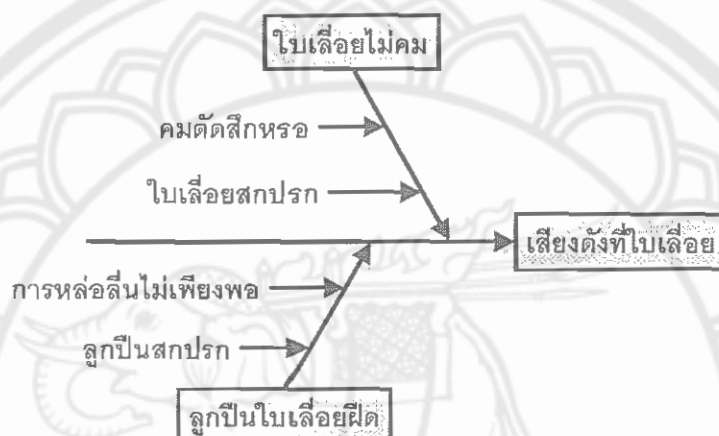 ใบเลื่อยไม่คม
คมตัดสึกหรอ
ใบเลื่อยสกปรก
เสียงดังที่ใบเลื่อย
การหล่อลื่นไม่เพียงพอ
ลูกปืนสกปรก
ลูกปืนใบเลื่อยฝืด